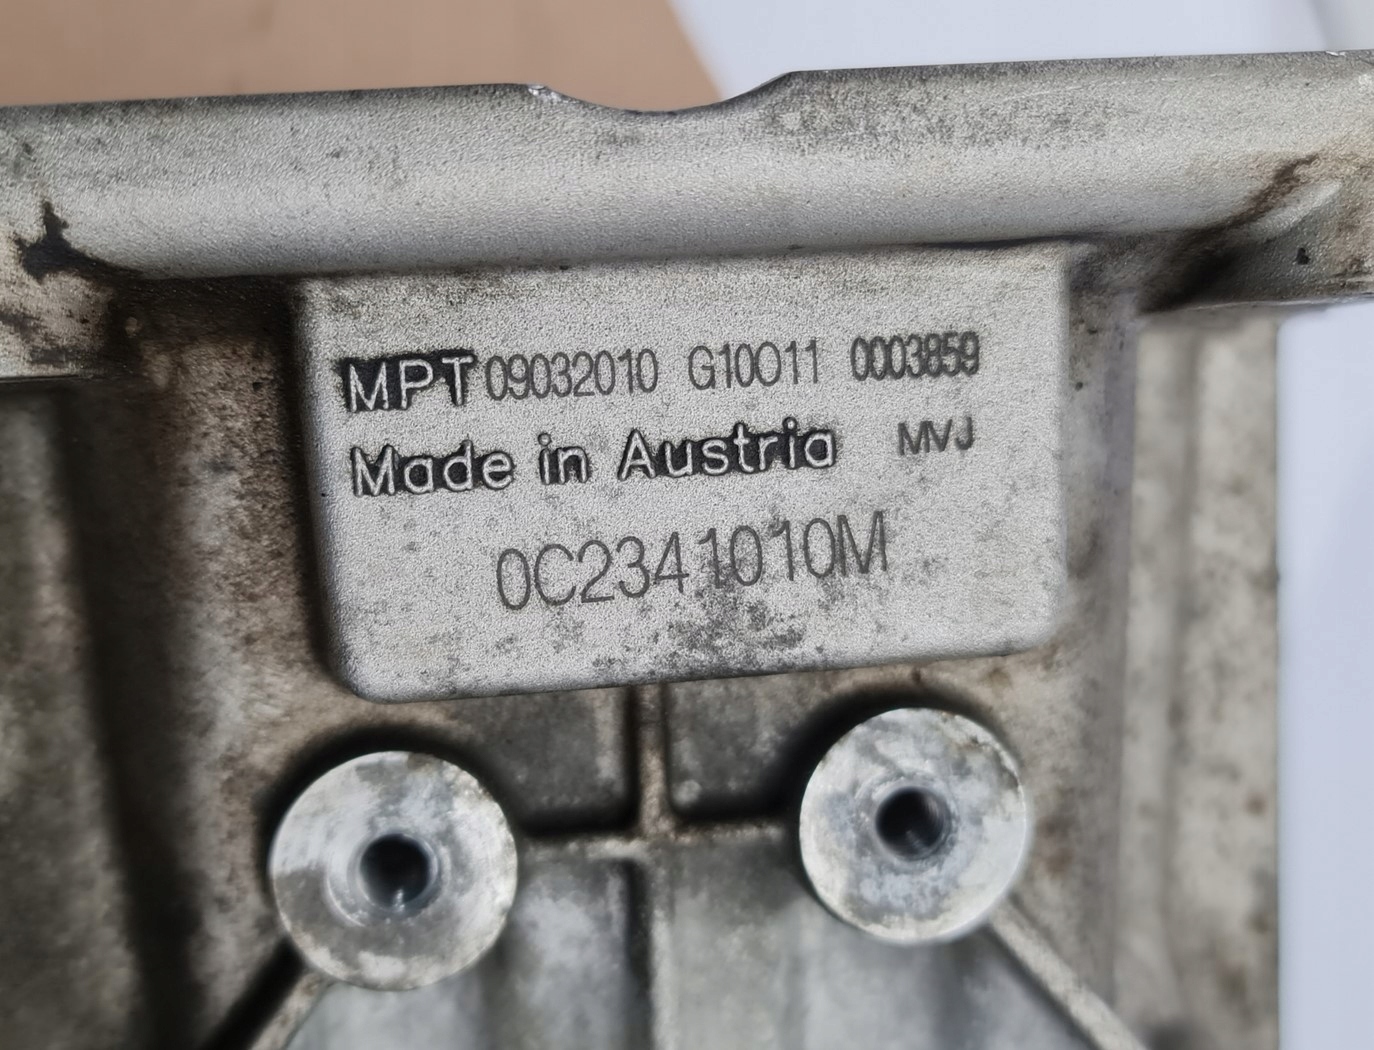 MPT 09032010 G10011 0003859
Made in Austria MVJ
0C2341010M